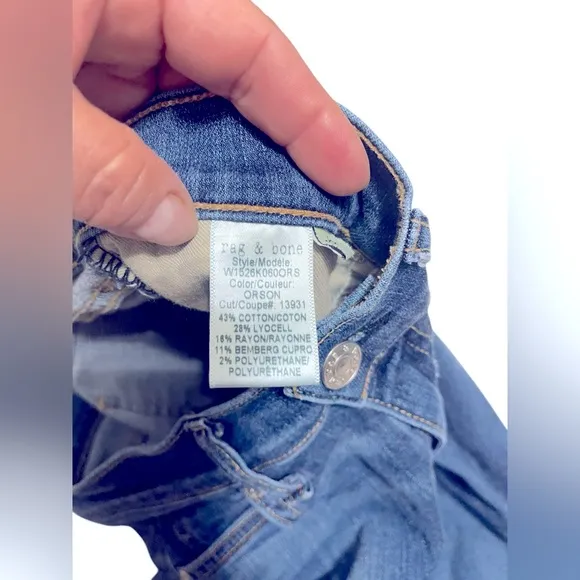 rag & bone
Style/Modèle:
W1526K060ORS
Color/Couleur:
ORSON
Cut/Coupe#: 13931
43% COTTON/COTON
28% LYOCELL
16% RAYON/RAYONNE
11% BEMBERG CUPRO
2% POLYURETHANE/
POLYURÉTHANE